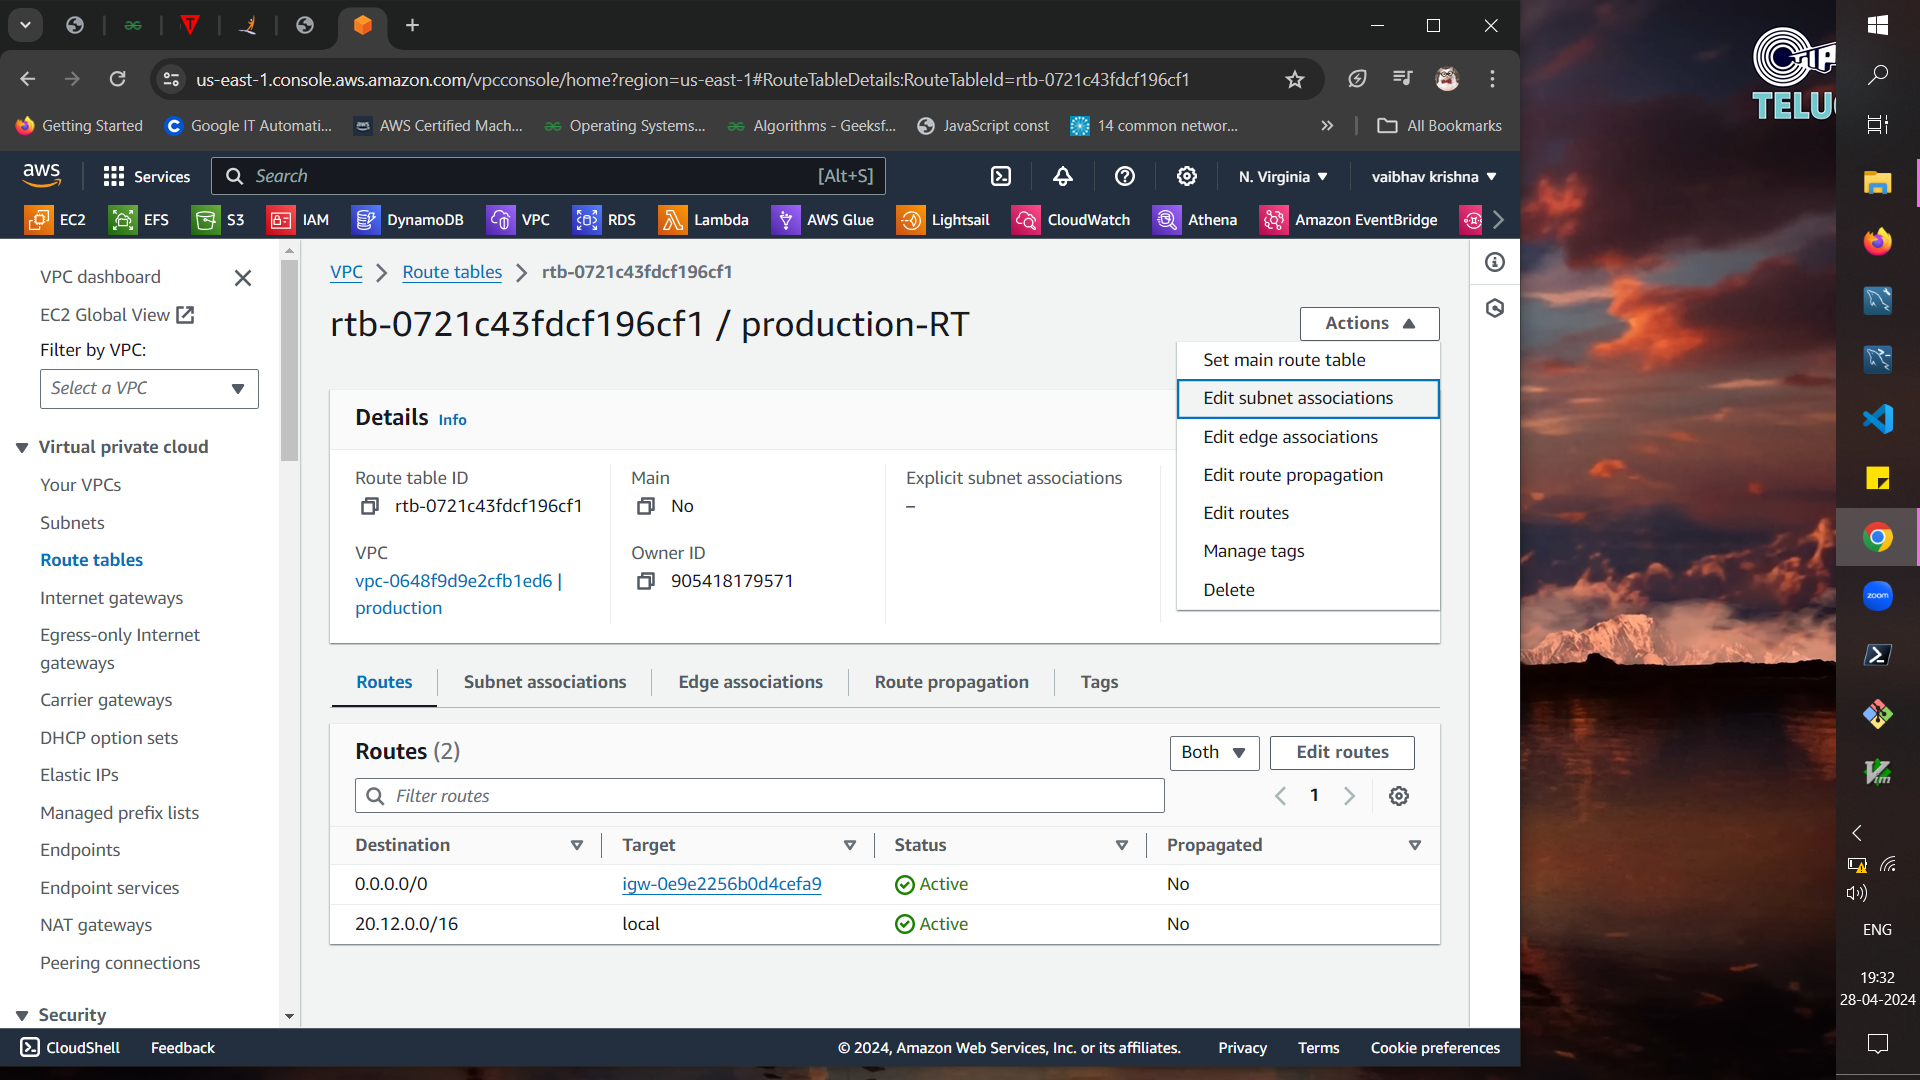 us-east-1.console.aws.amazon.com/vpcconsole/home?region=us-east-1#RouteTableDetails:RouteTableId=rtb-0721c43fdcf196cf1
Getting Started
Google IT Automati...
AWS Certified Mach...
Operating Systems...
Algorithms - Geeksf...
JavaScript const
14 common networ...
All Bookmarks
aws
Services
Search
[Alt+S]
N. Virginia
vaibhav krishna
EC2
EFS
S3
IAM
DynamoDB
VPC
RDS
Lambda
AWS Glue
Lightsail
CloudWatch
Athena
Amazon EventBridge
VPC dashboard
EC2 Global View
Filter by VPC:
Select a VPC
Virtual private cloud
Your VPCs
Subnets
Route tables
Internet gateways
Egress-only Internet
gateways
Carrier gateways
DHCP option sets
Elastic IPs
Managed prefix lists
Endpoints
Endpoint services
NAT gateways
Peering connections
Security
VPC
Route tables
rtb-0721c43fdcf196cf1
rtb-0721c43fdcf196cf1 / production-RT
Actions
Set main route table
Edit subnet associations
Edit edge associations
Edit route propagation
Edit routes
Manage tags
Delete
Details
Info
Route table ID
rtb-0721c43fdcf196cf1
Main
No
Explicit subnet associations
–
VPC
vpc-0648f9d9e2cfb1ed6 |
production
Owner ID
905418179571
Routes
Subnet associations
Edge associations
Route propagation
Tags
Routes (2)
Both
Edit routes
Filter routes
1
Destination
Target
Status
Propagated
0.0.0.0/0
igw-0e9e2256b0d4cefa9
Active
No
20.12.0.0/16
local
Active
No
CloudShell
Feedback
© 2024, Amazon Web Services, Inc. or its affiliates.
Privacy
Terms
Cookie preferences
zoom
ENG
19:32
28-04-2024